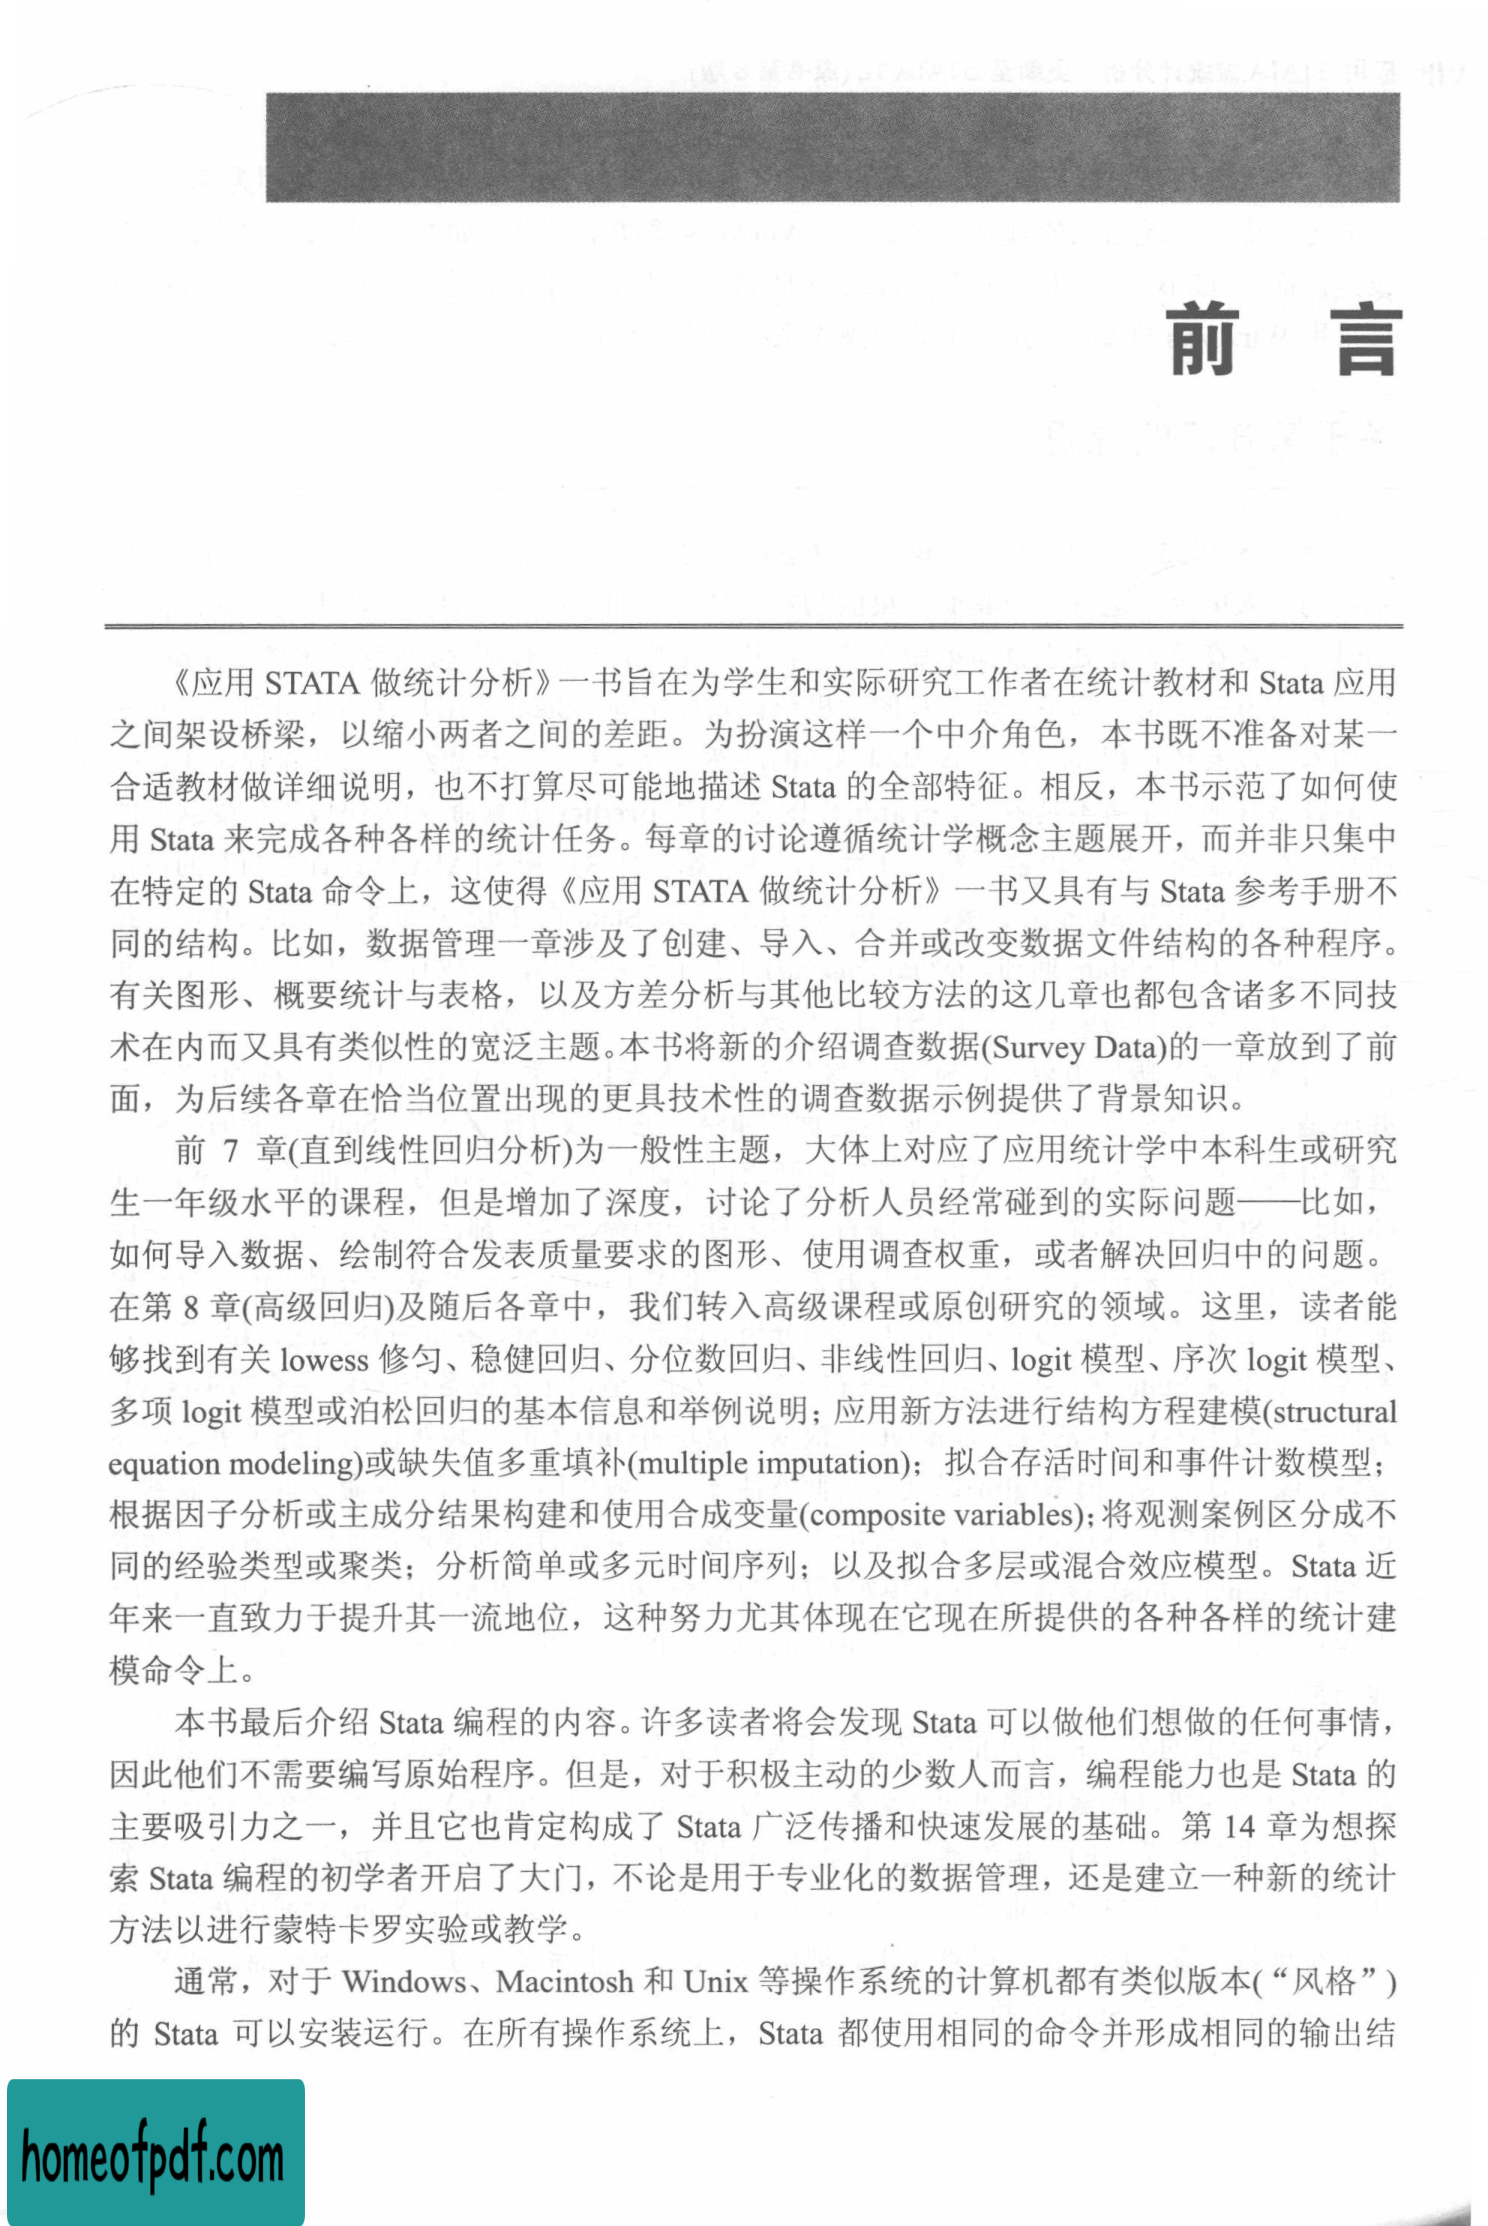 前 言
《应用 STATA 做统计分析》一书旨在为学生和实际研究工作者在统计教材和 Stata 应用
之间架设桥梁，以缩小两者之间的差距。为扮演这样一个中介角色，本书既不准备对某一
合适教材做详细说明，也不打算尽可能地描述 Stata 的全部特征。相反，本书示范了如何使
用 Stata 来完成各种各样的统计任务。每章的讨论遵循统计学概念主题展开，而并非只集中
在特定的 Stata 命令上，这使得《应用 STATA 做统计分析》一书又具有与 Stata 参考手册不
同的结构。比如，数据管理一章涉及了创建、导入、合并或改变数据文件结构的各种程序。
有关图形、概要统计与表格，以及方差分析与其他比较方法的这几章也都包含诸多不同技
术在内而又具有类似性的宽泛主题。本书将新的介绍调查数据(Survey Data)的一章放到了前
面，为后续各章在恰当位置出现的更具技术性的调查数据示例提供了背景知识。
前 7 章(直到线性回归分析)为一般性主题，大体上对应了应用统计学中本科生或研究
生一年级水平的课程，但是增加了深度，讨论了分析人员经常碰到的实际问题——比如，
如何导入数据、绘制符合发表质量要求的图形、使用调查权重，或者解决回归中的问题。
在第 8 章(高级回归)及随后各章中，我们转入高级课程或原创研究的领域。这里，读者能
够找到有关 lowess 修匀、稳健回归、分位数回归、非线性回归、logit 模型、序次 logit 模型、
多项 logit 模型或泊松回归的基本信息和举例说明；应用新方法进行结构方程建模(structural
equation modeling)或缺失值多重填补(multiple imputation)；拟合存活时间和事件计数模型；
根据因子分析或主成分结果构建和使用合成变量(composite variables)；将观测案例区分成不
同的经验类型或聚类；分析简单或多元时间序列；以及拟合多层或混合效应模型。Stata 近
年来一直致力于提升其一流地位，这种努力尤其体现在它现在所提供的各种各样的统计建
模命令上。
本书最后介绍 Stata 编程的内容。许多读者将会发现 Stata 可以做他们想做的任何事情，
因此他们不需要编写原始程序。但是，对于积极主动的少数人而言，编程能力也是 Stata 的
主要吸引力之一，并且它也肯定构成了 Stata 广泛传播和快速发展的基础。第 14 章为想探
索 Stata 编程的初学者开启了大门，不论是用于专业化的数据管理，还是建立一种新的统计
方法以进行蒙特卡罗实验或教学。
通常，对于 Windows、Macintosh 和 Unix 等操作系统的计算机都有类似版本(“风格”)
的 Stata 可以安装运行。在所有操作系统上，Stata 都使用相同的命令并形成相同的输出结
homeofpdf.com